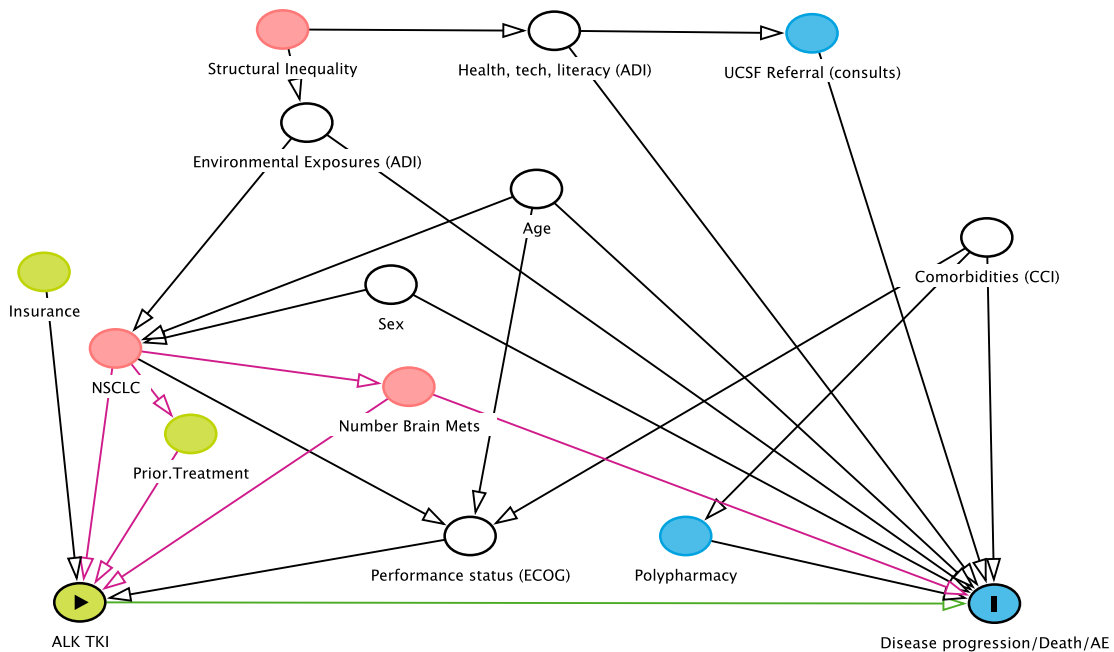 Structural Inequality
Health, tech, literacy (ADI)
UCSF Referral (consults)
Environmental Exposures (ADI)
Age
Comorbidities (CCI)
Insurance
Sex
NSCLC
Number Brain Mets
Prior.Treatment
Performance status (ECOG)
Polypharmacy
ALK TKI
Disease progression/Death/AE